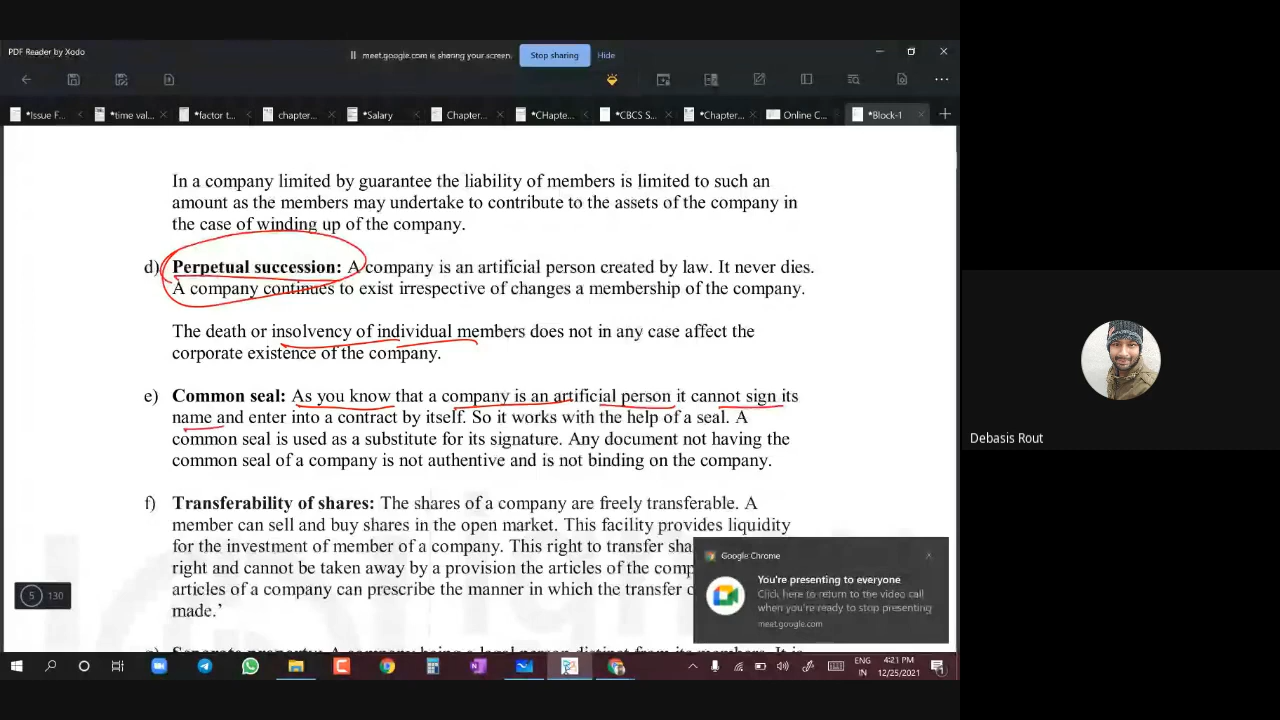 PDF Reader by Xodo
meet.google.com is sharing your screen.
Stop sharing
Hide
*Issue F...
*time val...
*factor t...
chapter...
*Salary
Chapter...
*CHapte...
*CBCS S...
*Chapter...
Online C...
*Block-1
In a company limited by guarantee the liability of members is limited to such an
amount as the members may undertake to contribute to the assets of the company in
the case of winding up of the company.
d) Perpetual succession: A company is an artificial person created by law. It never dies.
A company continues to exist irrespective of changes a membership of the company.
The death or insolvency of individual members does not in any case affect the
corporate existence of the company.
e) Common seal: As you know that a company is an artificial person it cannot sign its
name and enter into a contract by itself. So it works with the help of a seal. A
common seal is used as a substitute for its signature. Any document not having the
common seal of a company is not authentive and is not binding on the company.
f) Transferability of shares: The shares of a company are freely transferable. A
member can sell and buy shares in the open market. This facility provides liquidity
for the investment of member of a company. This right to transfer sha
right and cannot be taken away by a provision the articles of the comp
articles of a company can prescribe the manner in which the transfer
made.'
Google Chrome
You're presenting to everyone
Click here to return to the video call
when you're ready to stop presenting
meet.google.com
5 130
Debasis Rout
ENG
IN
4:23 PM
12/25/2021